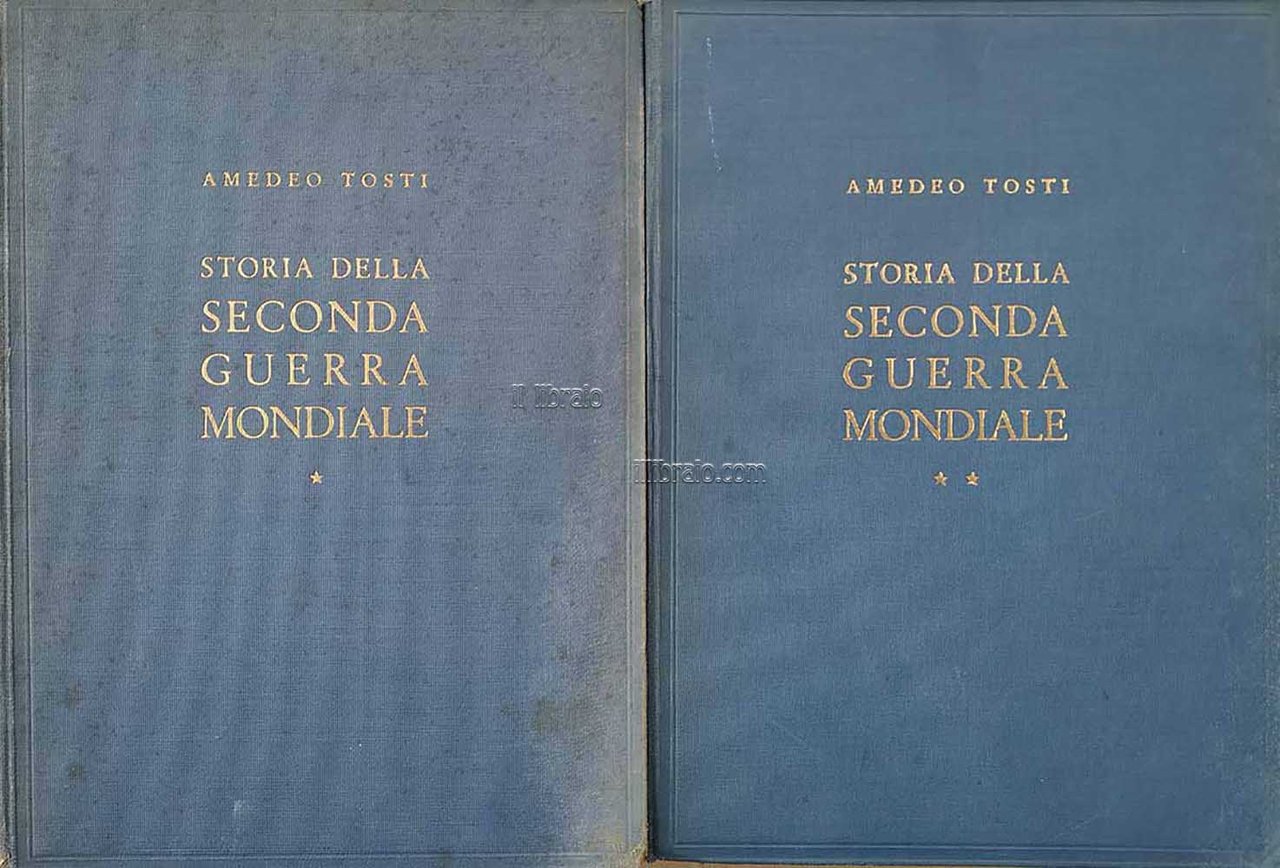 AMEDEO TOSTI
STORIA DELLA
SECONDA
GUERRA
MONDIALE
★
AMEDEO TOSTI
STORIA DELLA
SECONDA
GUERRA
MONDIALE
★ ★
Il libraio
illibraio.com